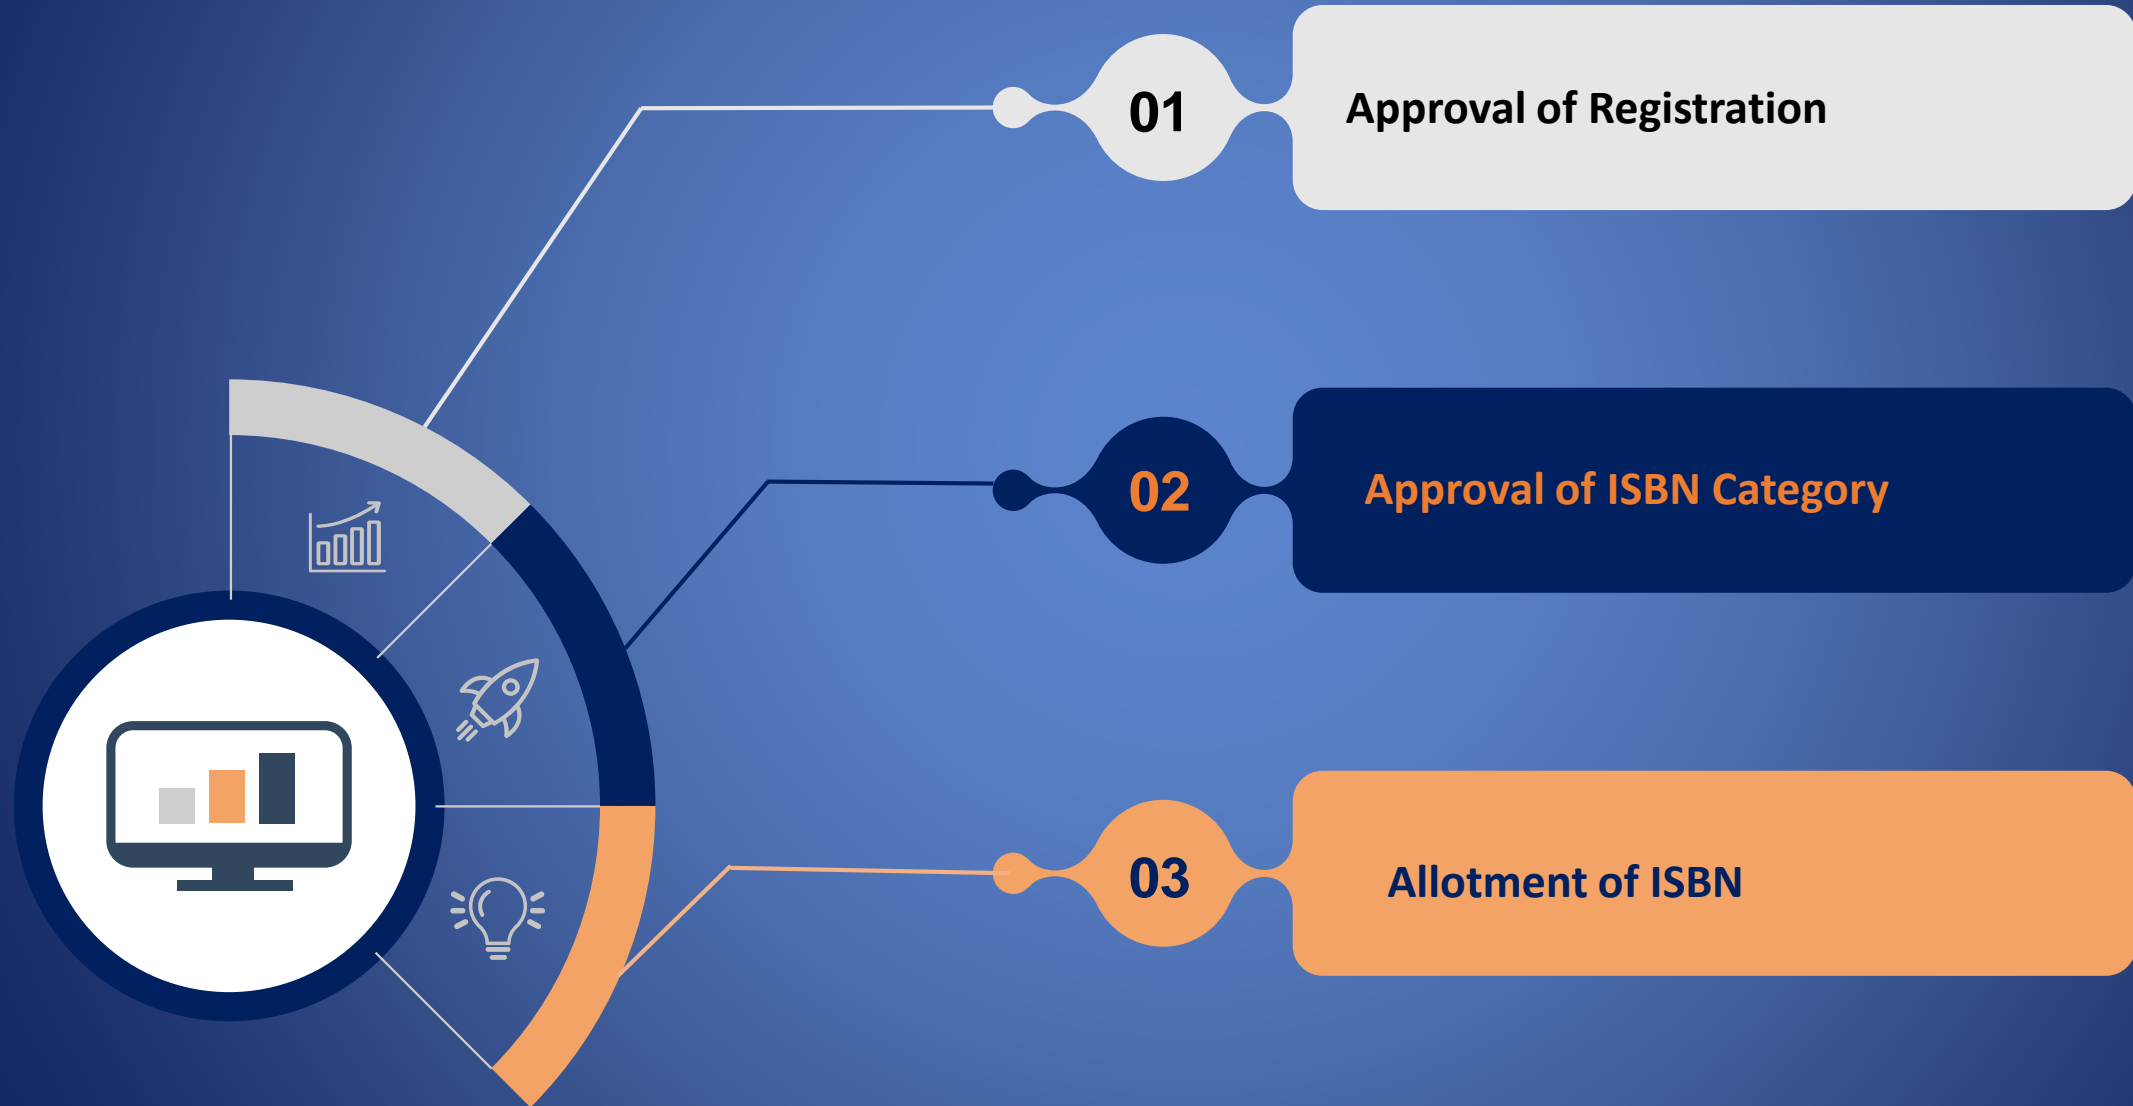 01
Approval of Registration
02
Approval of ISBN Category
03
Allotment of ISBN